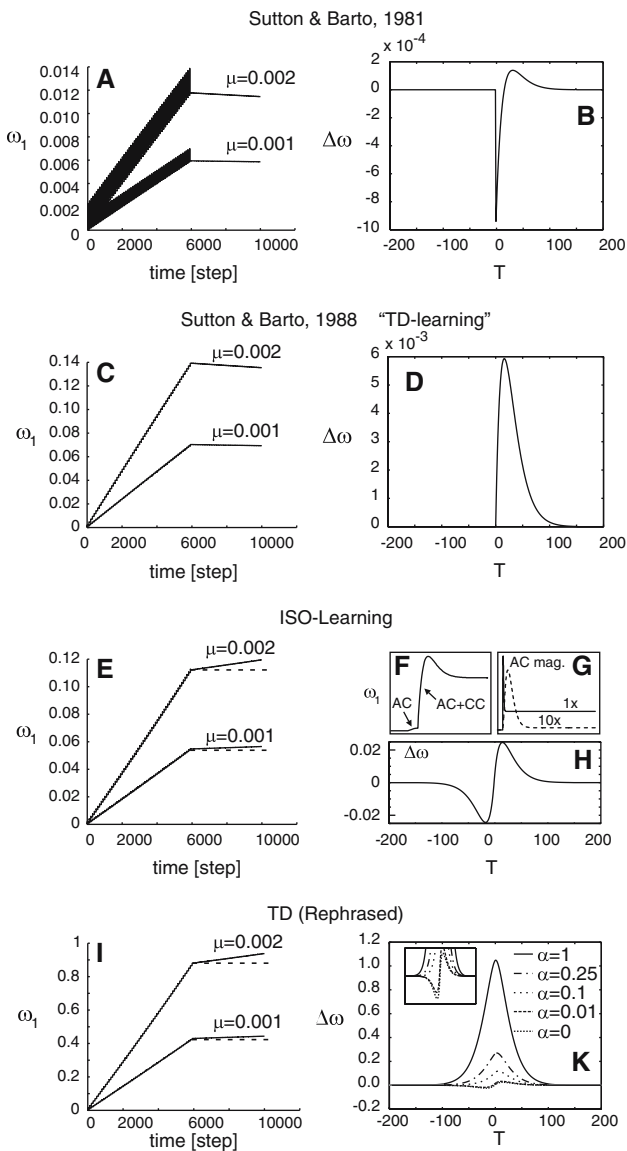 Sutton & Barto, 1981
A
0.014
0.012
0.010
0.008
0.006
0.004
0.002
0
ω1
μ=0.002
μ=0.001
0 2000 6000 10000
time [step]
x 10-4
B
2
0
-2
-4
-6
-8
-10
Δω
-200 -100 0 100 200
T
Sutton & Barto, 1988 “TD-learning”
C
0.14
0.12
0.10
0.08
0.06
0.04
0.02
0
ω1
μ=0.002
μ=0.001
0 2000 6000 10000
time [step]
x 10-3
D
6
5
4
3
2
1
0
Δω
-200 -100 0 100 200
T
ISO-Learning
E
0.12
0.10
0.08
0.06
0.04
0.02
0
ω1
μ=0.002
μ=0.001
0 2000 6000 10000
time [step]
F
ω1
AC
AC+CC
G
AC mag.
1x
10x
H
Δω
0.02
0
-0.02
-200 -100 0 100 200
T
TD (Rephrased)
I
1
0.8
0.6
0.4
0.2
0
ω1
μ=0.002
μ=0.001
0 2000 6000 10000
time [step]
K
1.2
1.0
0.8
0.6
0.4
0.2
0.0
-0.2
Δω
α=1
α=0.25
α=0.1
α=0.01
α=0
-200 -100 0 100 200
T